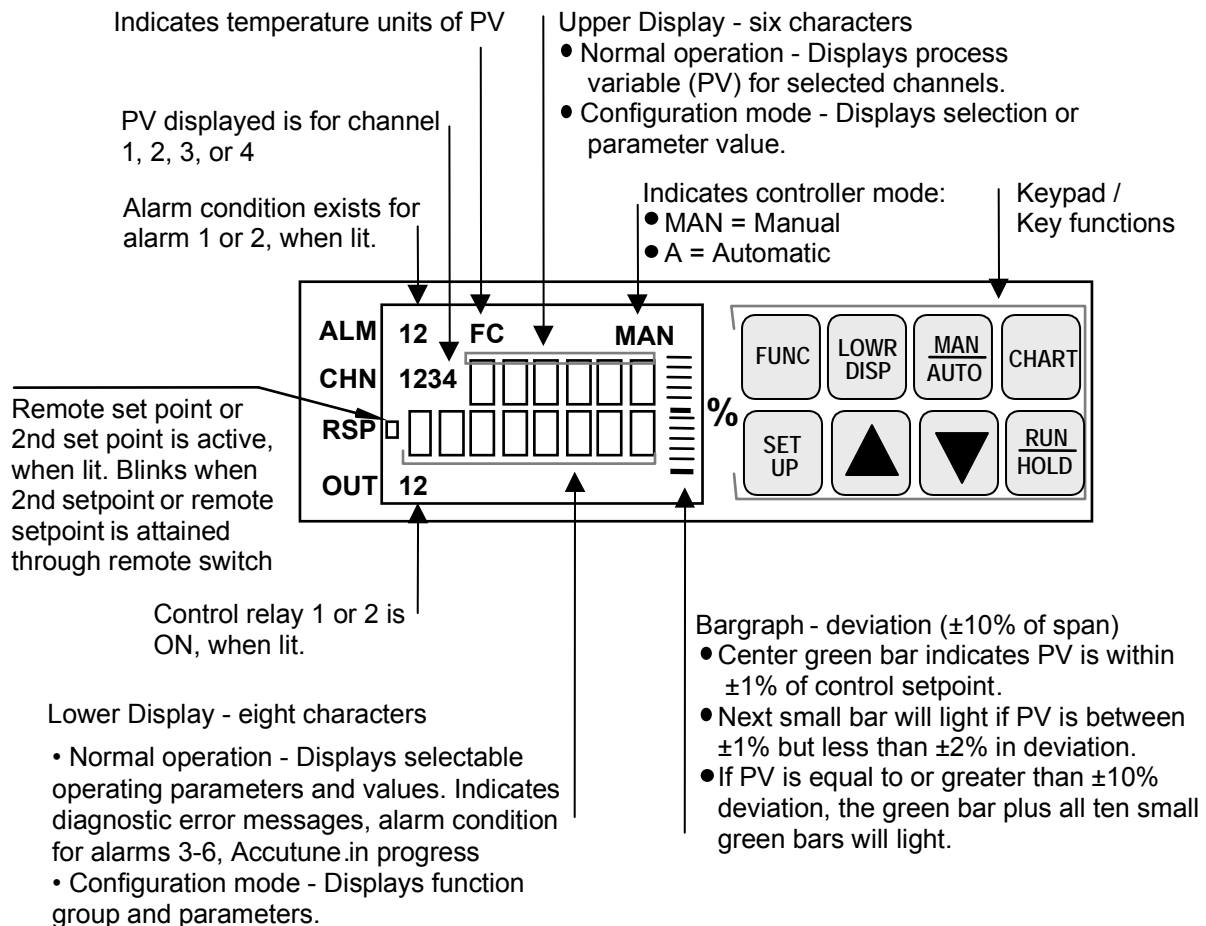 Indicates temperature units of PV
Upper Display - six characters
● Normal operation - Displays process
variable (PV) for selected channels.
● Configuration mode - Displays selection or
parameter value.
PV displayed is for channel
1, 2, 3, or 4
Alarm condition exists for
alarm 1 or 2, when lit.
Indicates controller mode:
● MAN = Manual
● A = Automatic
Keypad /
Key functions
ALM 12 FC MAN
CHN 1234
RSP
OUT 12
%
FUNC
LOWR
DISP
MAN
AUTO
CHART
SET
UP
RUN
HOLD
Remote set point or
2nd set point is active,
when lit. Blinks when
2nd setpoint or remote
setpoint is attained
through remote switch
Control relay 1 or 2 is
ON, when lit.
Lower Display - eight characters
• Normal operation - Displays selectable
operating parameters and values. Indicates
diagnostic error messages, alarm condition
for alarms 3-6, Accutune.in progress
• Configuration mode - Displays function
group and parameters.
Bargraph - deviation (±10% of span)
● Center green bar indicates PV is within
±1% of control setpoint.
● Next small bar will light if PV is between
±1% but less than ±2% in deviation.
● If PV is equal to or greater than ±10%
deviation, the green bar plus all ten small
green bars will light.